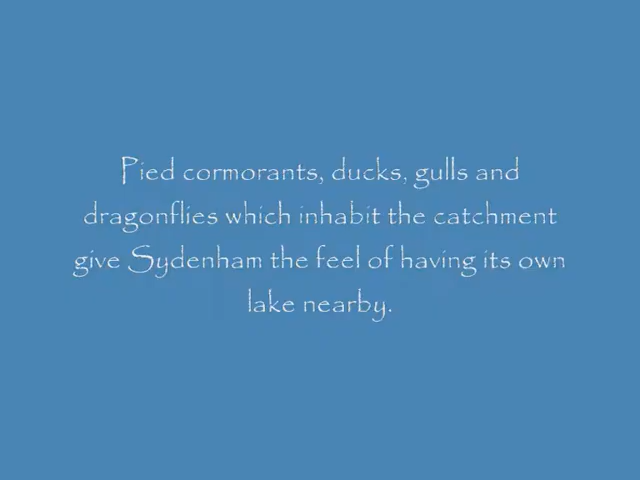 Pied cormorants, ducks, gulls and
dragonflies which inhabit the catchment
give Sydenham the feel of having its own
lake nearby.